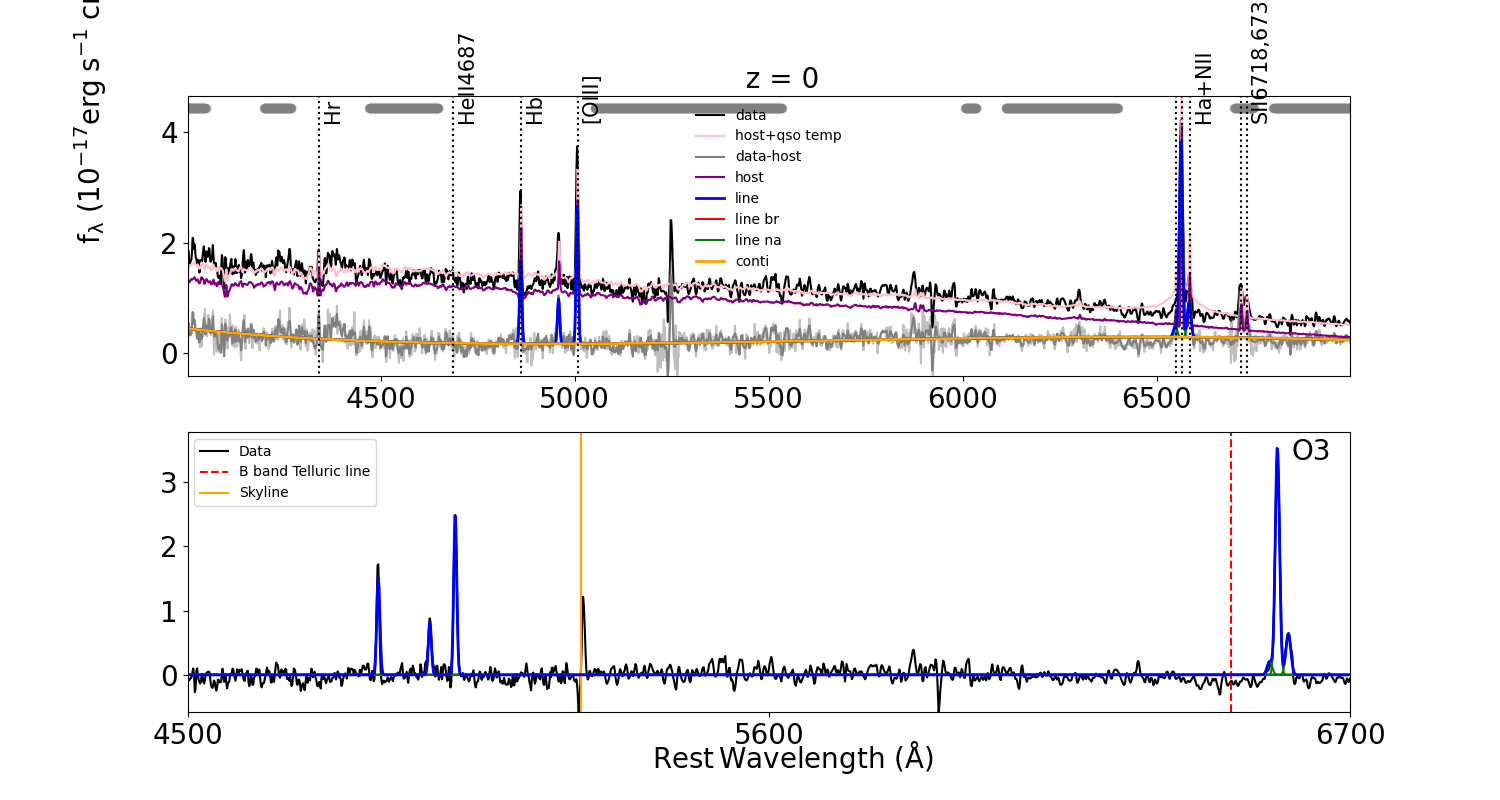 z = 0
fλ (10⁻¹⁷erg s⁻¹
Hr
HeII4687
Hb
[OIII]
Ha+NII
SII6718,673
data
host+qso temp
data-host
host
line
line br
line na
conti
4
2
0
4500 5000 5500 6000 6500
Data
B band Telluric line
Skyline
O3
3
2
1
0
4500 5600 6700
Rest Wavelength (Å)